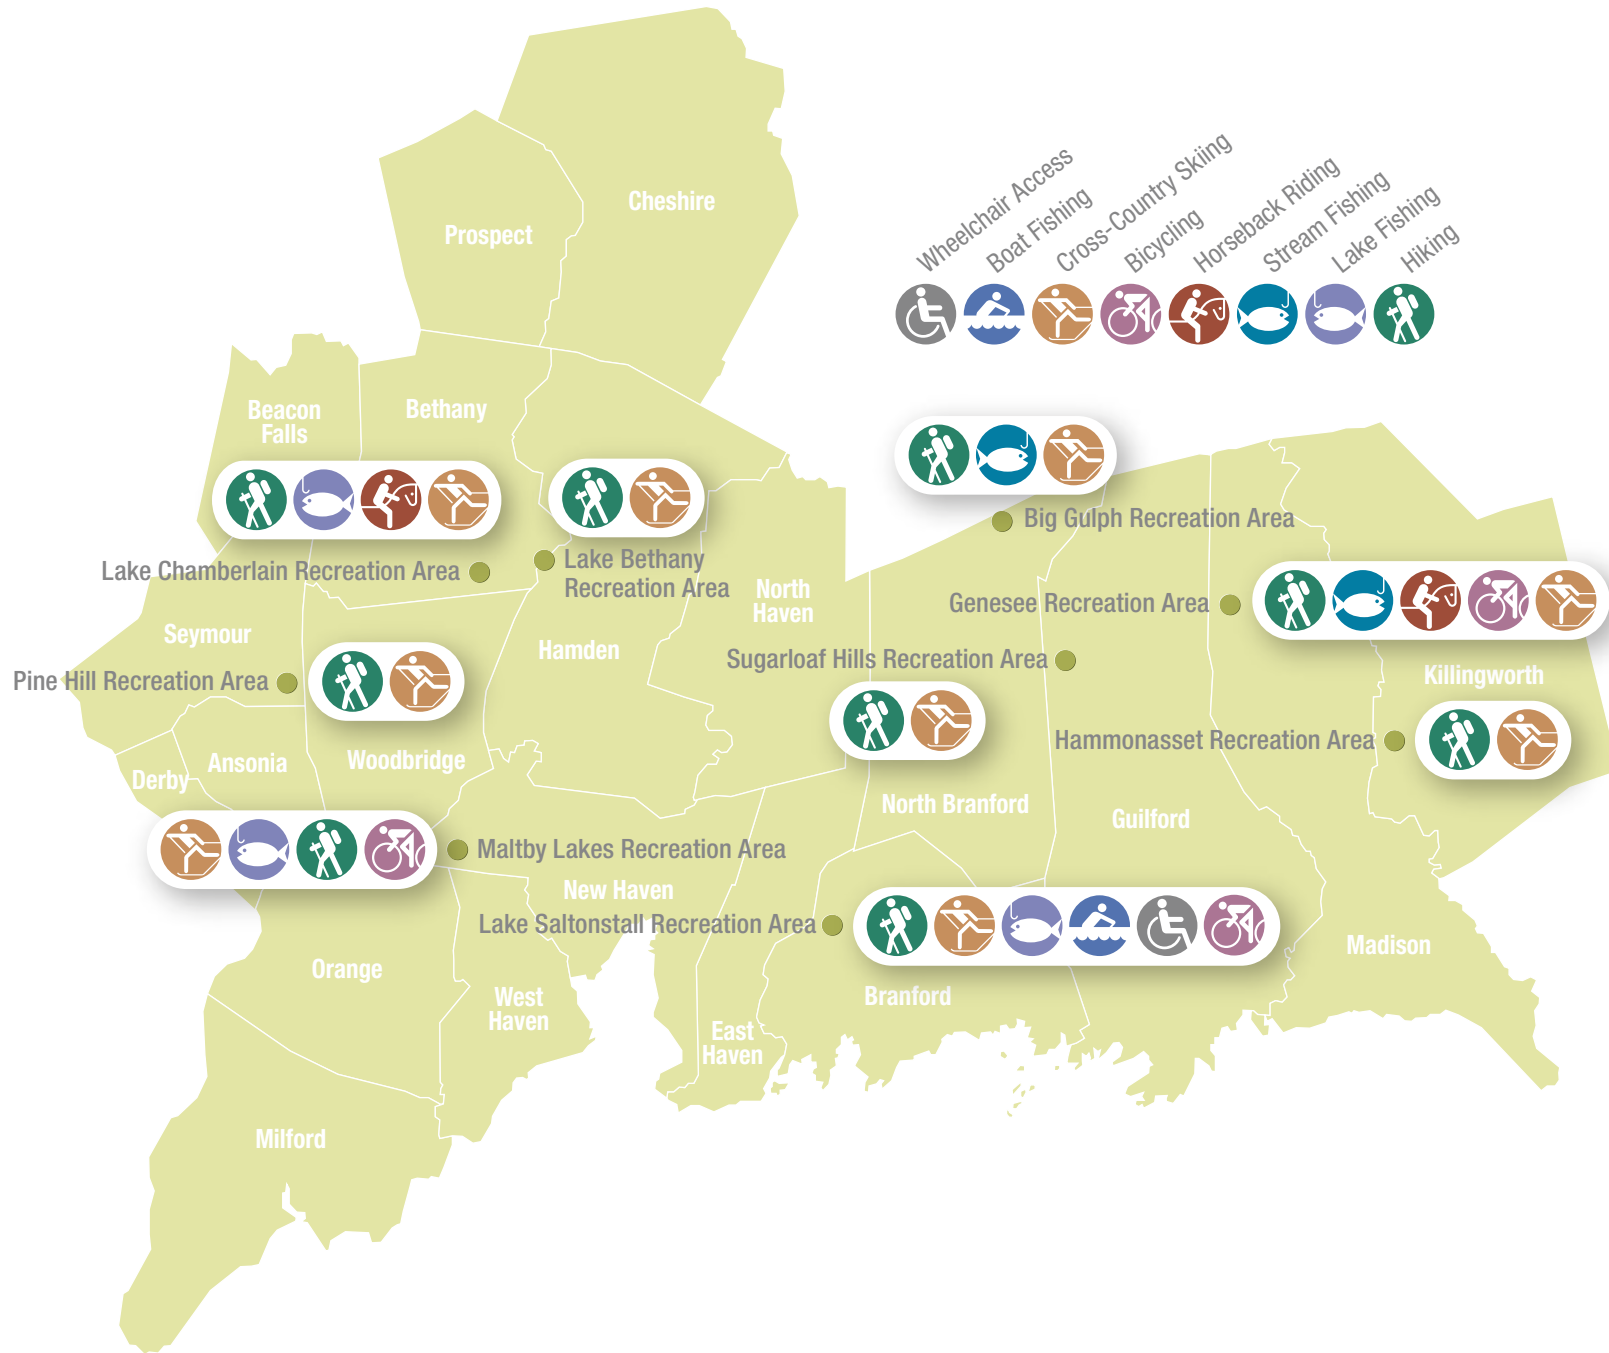 Cheshire
Prospect
Wheelchair Access
Boat Fishing
Cross-Country Skiing
Bicycling
Horseback Riding
Stream Fishing
Lake Fishing
Hiking
Beacon
Falls
Bethany
Big Gulph Recreation Area
Lake Chamberlain Recreation Area
Lake Bethany
Recreation Area
North
Haven
Genesee Recreation Area
Seymour
Hamden
Sugarloaf Hills Recreation Area
Killingworth
Pine Hill Recreation Area
Hammonasset Recreation Area
Derby
Ansonia
Woodbridge
North Branford
Guilford
Maltby Lakes Recreation Area
New Haven
Lake Saltonstall Recreation Area
Madison
Orange
West
Haven
Branford
East
Haven
Milford